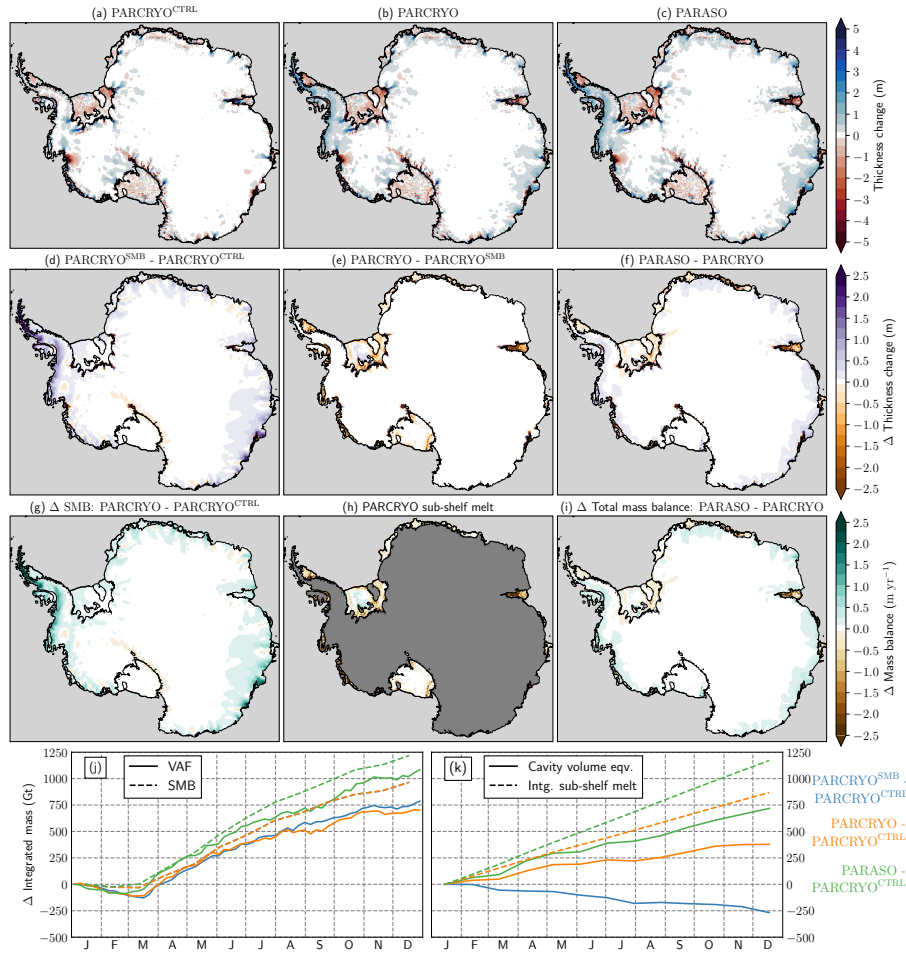 (a) PARCRYO^CTRL
(b) PARCRYO
(c) PARASO
5
4
3
2
1
0
−1
−2
−3
−4
−5
Thickness change (m)
(d) PARCRYO^SMB - PARCRYO^CTRL
(e) PARCRYO - PARCRYO^SMB
(f) PARASO - PARCRYO
2.5
2.0
1.5
1.0
0.5
0.0
−0.5
−1.0
−1.5
−2.0
−2.5
Δ Thickness change (m)
(g) Δ SMB: PARCRYO - PARCRYO^CTRL
(h) PARCRYO sub-shelf melt
(i) Δ Total mass balance: PARASO - PARCRYO
2.5
2.0
1.5
1.0
0.5
0.0
−0.5
−1.0
−1.5
−2.0
−2.5
Δ Mass balance (m yr⁻¹)
(j)
VAF
SMB
1250
1000
750
500
250
0
−250
−500
Δ Integrated mass (Gt)
J F M A M J J A S O N D
(k)
Cavity volume eqv.
Intg. sub-shelf melt
1250
1000
750
500
250
0
−250
−500
J F M A M J J A S O N D
PARCRYO^SMB -
PARCRYO^CTRL
PARCRYO -
PARCRYO^CTRL
PARASO -
PARCRYO^CTRL